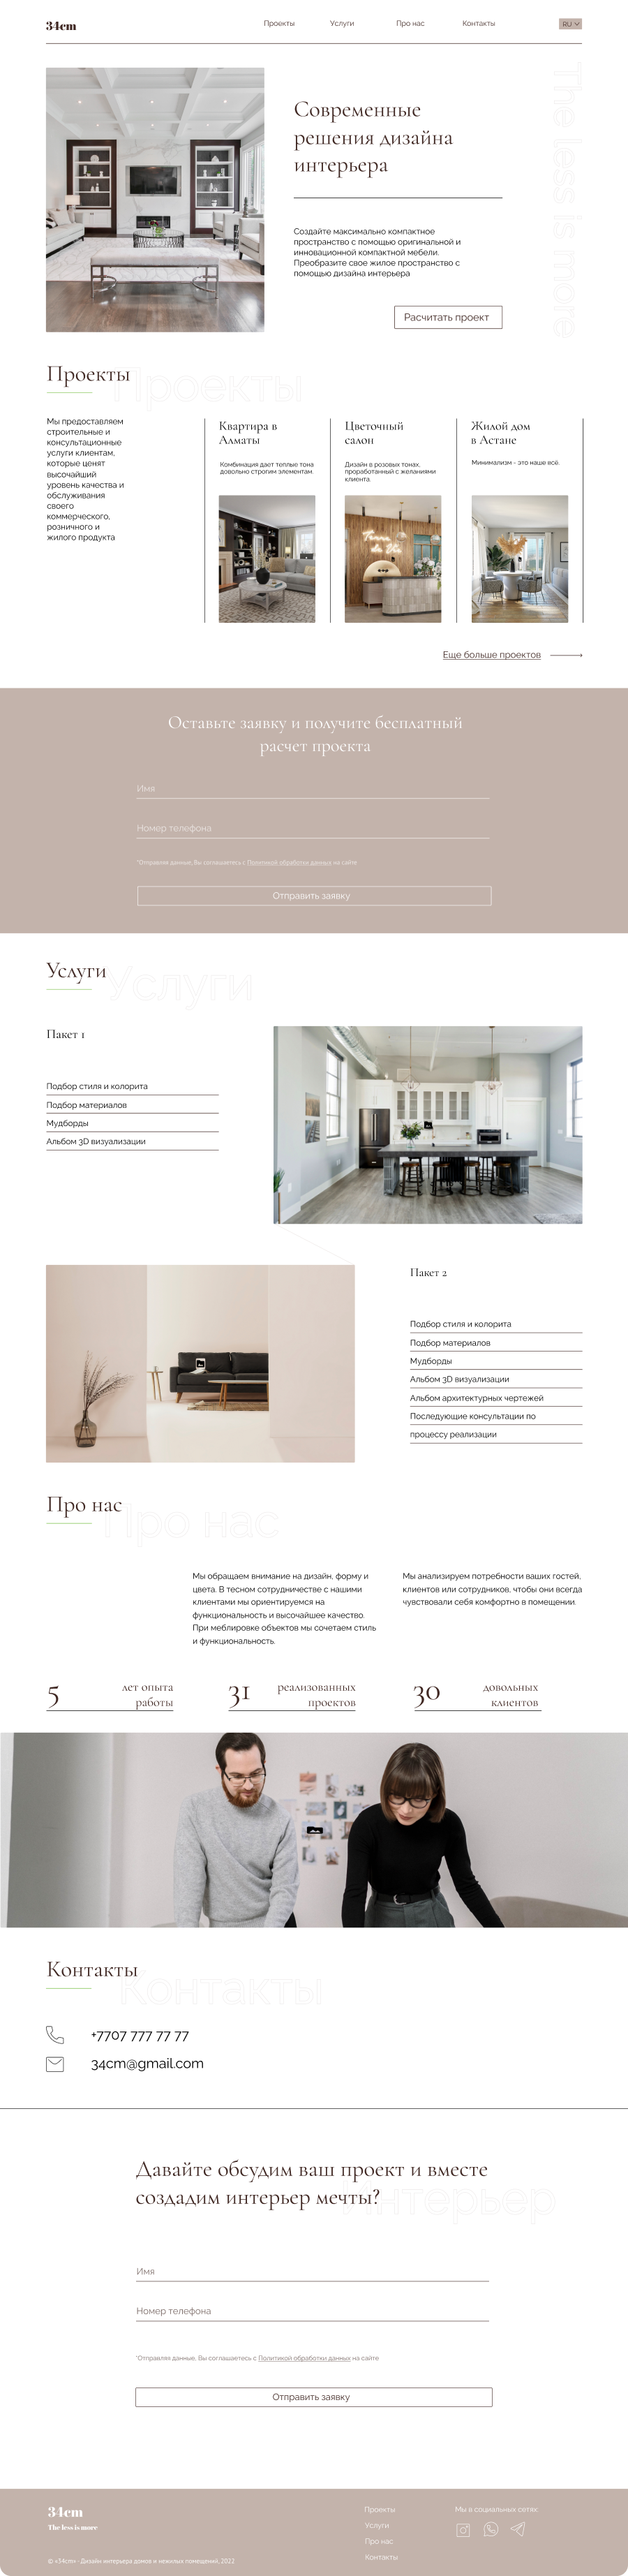 34cm
Проекты
Услуги
Про нас
Контакты
RU
The less is more
Современные
решения дизайна
интерьера
Создайте максимально компактное
пространство с помощью оригинальной и
инновационной компактной мебели.
Преобразите свое жилое пространство с
помощью дизайна интерьера
Расчитать проект
Проекты
Проекты
Мы предоставляем
строительные и
консультационные
услуги клиентам,
которые ценят
высочайший
уровень качества и
обслуживания
своего
коммерческого,
розничного и
жилого продукта
Квартира в
Алматы
Комбинация дает теплые тона
довольно строгим элементам.
Цветочный
салон
Дизайн в розовых тонах,
проработанный с желаниями
клиента.
Жилой дом
в Астане
Минимализм - это наше всё.
Еще больше проектов
Оставьте заявку и получите бесплатный
расчет проекта
Имя
Номер телефона
*Отправляя данные, Вы соглашаетесь с Политикой обработки данных на сайте
Отправить заявку
Услуги
Услуги
Пакет 1
Подбор стиля и колорита
Подбор материалов
Мудборды
Альбом 3D визуализации
Пакет 2
Подбор стиля и колорита
Подбор материалов
Мудборды
Альбом 3D визуализации
Альбом архитектурных чертежей
Последующие консультации по
процессу реализации
Про нас
Про нас
Мы обращаем внимание на дизайн, форму и
цвета. В тесном сотрудничестве с нашими
клиентами мы ориентируемся на
функциональность и высочайшее качество.
При меблировке объектов мы сочетаем стиль
и функциональность.
Мы анализируем потребности ваших гостей,
клиентов или сотрудников, чтобы они всегда
чувствовали себя комфортно в помещении.
5
лет опыта
работы
31
реализованных
проектов
30
довольных
клиентов
Контакты
Контакты
+7707 777 77 77
34cm@gmail.com
Давайте обсудим ваш проект и вместе
создадим интерьер мечты?
Интерьер
Имя
Номер телефона
*Отправляя данные, Вы соглашаетесь с Политикой обработки данных на сайте
Отправить заявку
34cm
The less is more
© «34cm» - Дизайн интерьера домов и нежилых помещений, 2022
Проекты
Услуги
Про нас
Контакты
Мы в социальных сетях: